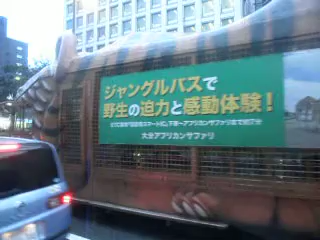 ジャングルバスで
野生の迫力と感動体験!
大分アフリカンサファリ